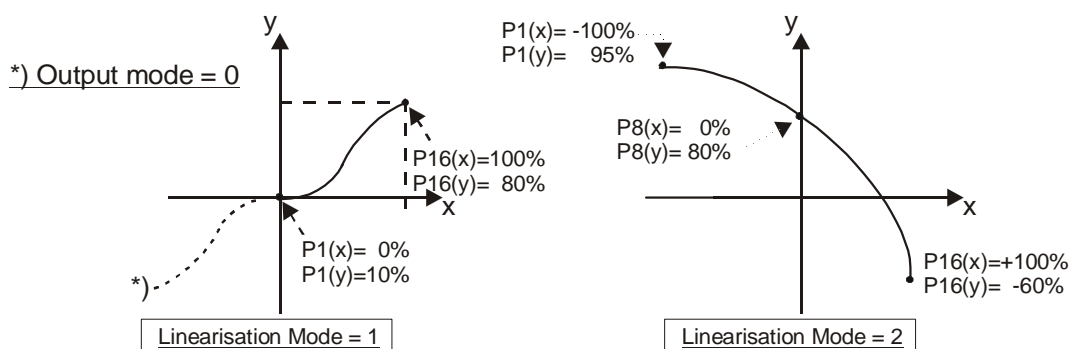 y
*) Output mode = 0
P16(x)=100%
P16(y)= 80%
x
P1(x)= 0%
P1(y)=10%
*)
Linearisation Mode = 1
y
P1(x)= -100%
P1(y)= 95%
P8(x)= 0%
P8(y)= 80%
x
P16(x)=+100%
P16(y)= -60%
Linearisation Mode = 2